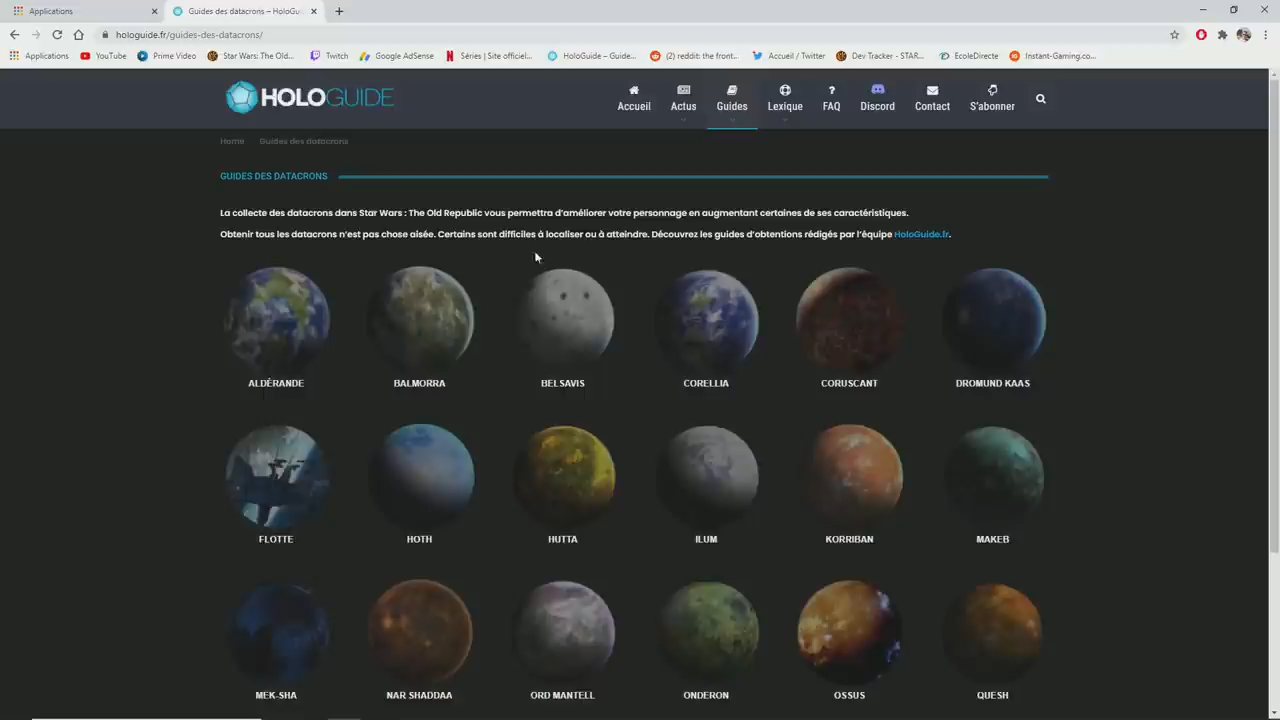 Applications
Guides des datacrons – HoloGui
hologuide.fr/guides-des-datacrons/
Applications
YouTube
Prime Video
Star Wars: The Old...
Twitch
Google AdSense
Séries | Site officiel...
HoloGuide – Guide...
(2) reddit: the front...
Accueil / Twitter
Dev Tracker - STAR...
EcoleDirecte
Instant-Gaming.co...
HOLOGUIDE
Accueil
Actus
Guides
Lexique
FAQ
Discord
Contact
S'abonner
Home
Guides des datacrons
GUIDES DES DATACRONS
La collecte des datacrons dans Star Wars : The Old Republic vous permettra d'améliorer votre personnage en augmentant certaines de ses caractéristiques.
Obtenir tous les datacrons n'est pas chose aisée. Certains sont difficiles à localiser ou à atteindre. Découvrez les guides d'obtentions rédigés par l'équipe HoloGuide.fr.
ALDÉRANDE
BALMORRA
BELSAVIS
CORELLIA
CORUSCANT
DROMUND KAAS
FLOTTE
HOTH
HUTTA
ILUM
KORRIBAN
MAKEB
MEK-SHA
NAR SHADDAA
ORD MANTELL
ONDERON
OSSUS
QUESH